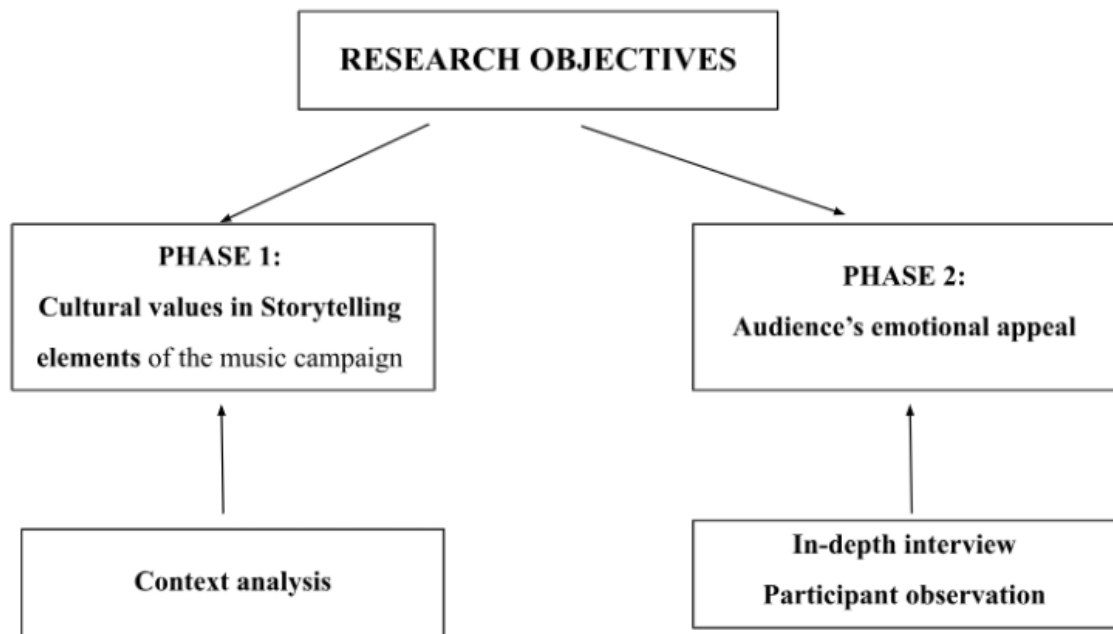 RESEARCH OBJECTIVES
PHASE 1:
Cultural values in Storytelling
elements of the music campaign
PHASE 2:
Audience’s emotional appeal
Context analysis
In-depth interview
Participant observation